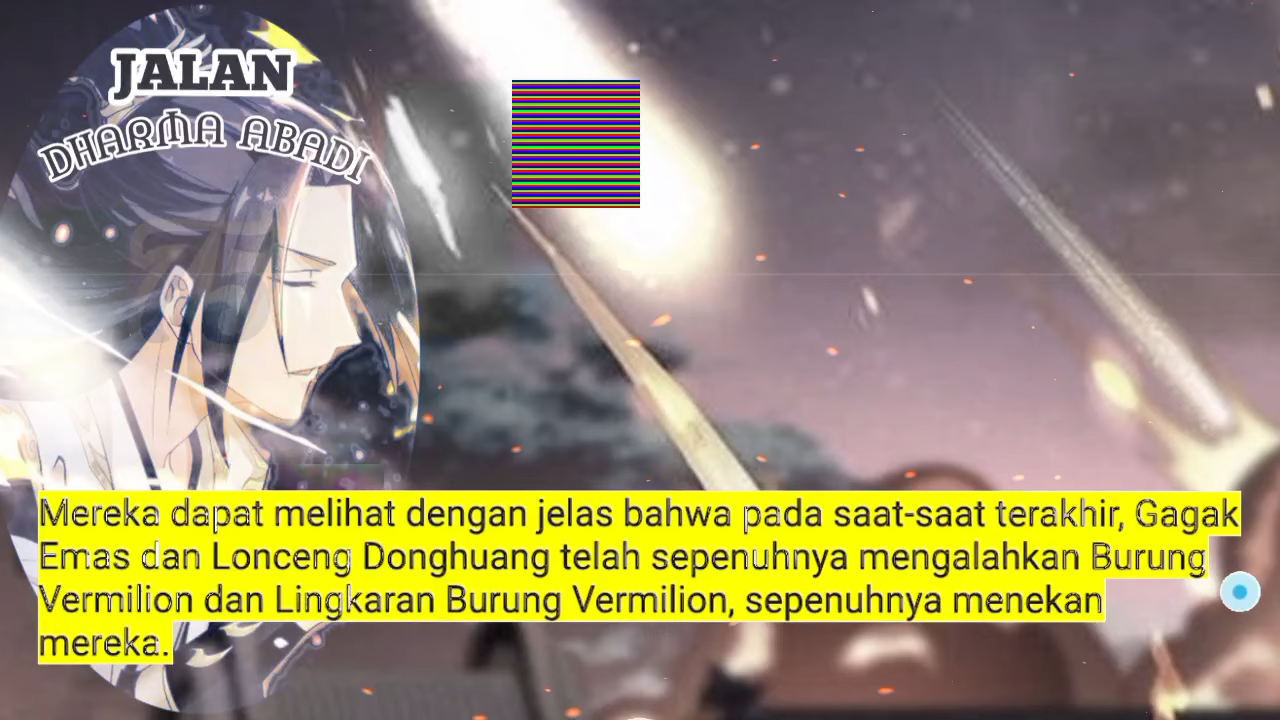 JALAN
DHARMA ABADI
Mereka dapat melihat dengan jelas bahwa pada saat-saat terakhir, Gagak
Emas dan Lonceng Donghuang telah sepenuhnya mengalahkan Burung
Vermilion dan Lingkaran Burung Vermilion, sepenuhnya menekan
mereka.